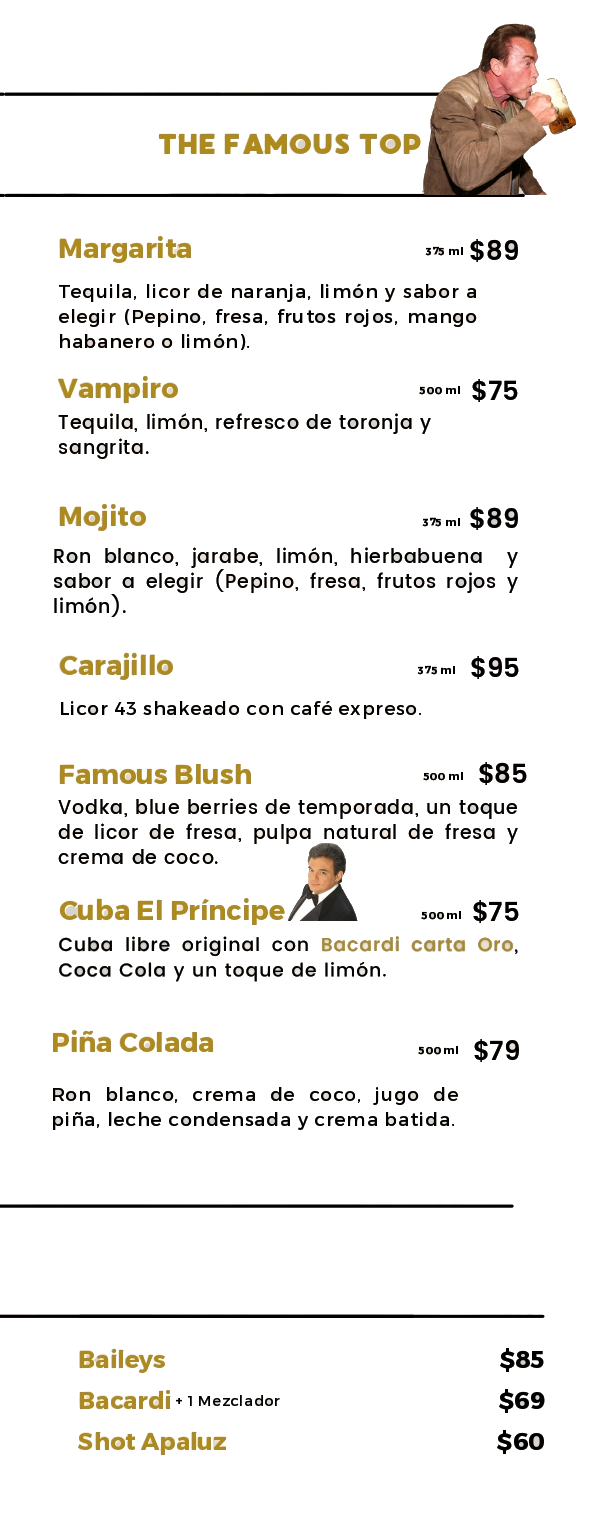 THE FAMOUS TOP
Margarita 375 ml $89
Tequila, licor de naranja, limón y sabor a
elegir (Pepino, fresa, frutos rojos, mango
habanero o limón).
Vampiro 500 ml $75
Tequila, limón, refresco de toronja y
sangrita.
Mojito 375 ml $89
Ron blanco, jarabe, limón, hierbabuena y
sabor a elegir (Pepino, fresa, frutos rojos y
limón).
Carajillo 375 ml $95
Licor 43 shakeado con café expreso.
Famous Blush 500 ml $85
Vodka, blue berries de temporada, un toque
de licor de fresa, pulpa natural de fresa y
crema de coco.
Cuba El Príncipe 500 ml $75
Cuba libre original con Bacardi carta Oro,
Coca Cola y un toque de limón.
Piña Colada 500 ml $79
Ron blanco, crema de coco, jugo de
piña, leche condensada y crema batida.
Baileys $85
Bacardi + 1 Mezclador $69
Shot Apaluz $60